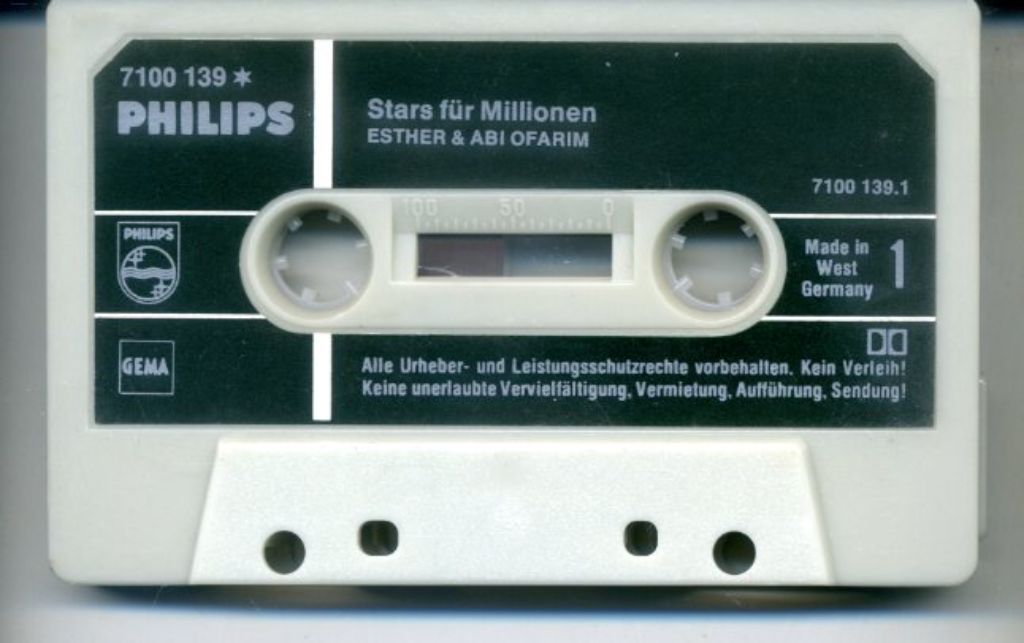 7100 139 ✶
PHILIPS
Stars für Millionen
ESTHER & ABI OFARIM
7100 139.1
100 50 0
PHILIPS
Made in
West
Germany
1
GEMA
Alle Urheber- und Leistungsschutzrechte vorbehalten. Kein Verleih!
Keine unerlaubte Vervielfältigung, Vermietung, Aufführung, Sendung!